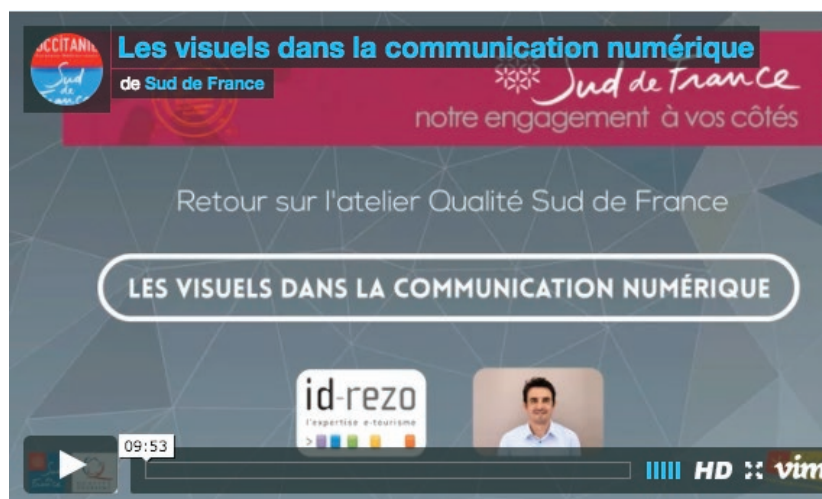 OCCITANIE
Sud de France
Les visuels dans la communication numérique
de Sud de France
Sud de France
notre engagement à vos côtés
Retour sur l'atelier Qualité Sud de France
LES VISUELS DANS LA COMMUNICATION NUMÉRIQUE
id-rezo
l'expertise e-tourisme
09:53
HD vim